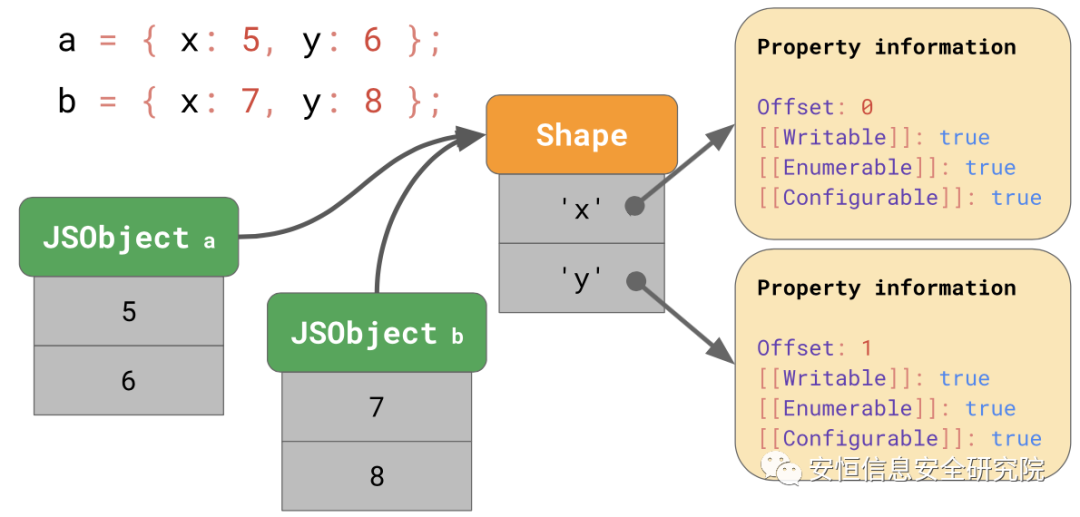 a = { x: 5, y: 6 };
b = { x: 7, y: 8 };
JSObject a
5
6
JSObject b
7
8
Shape
'x'
'y'
Property information
Offset: 0
[[Writable]]: true
[[Enumerable]]: true
[[Configurable]]: true
Property information
Offset: 1
[[Writable]]: true
[[Enumerable]]: true
[[Configurable]]: true
安恒信息安全研究院